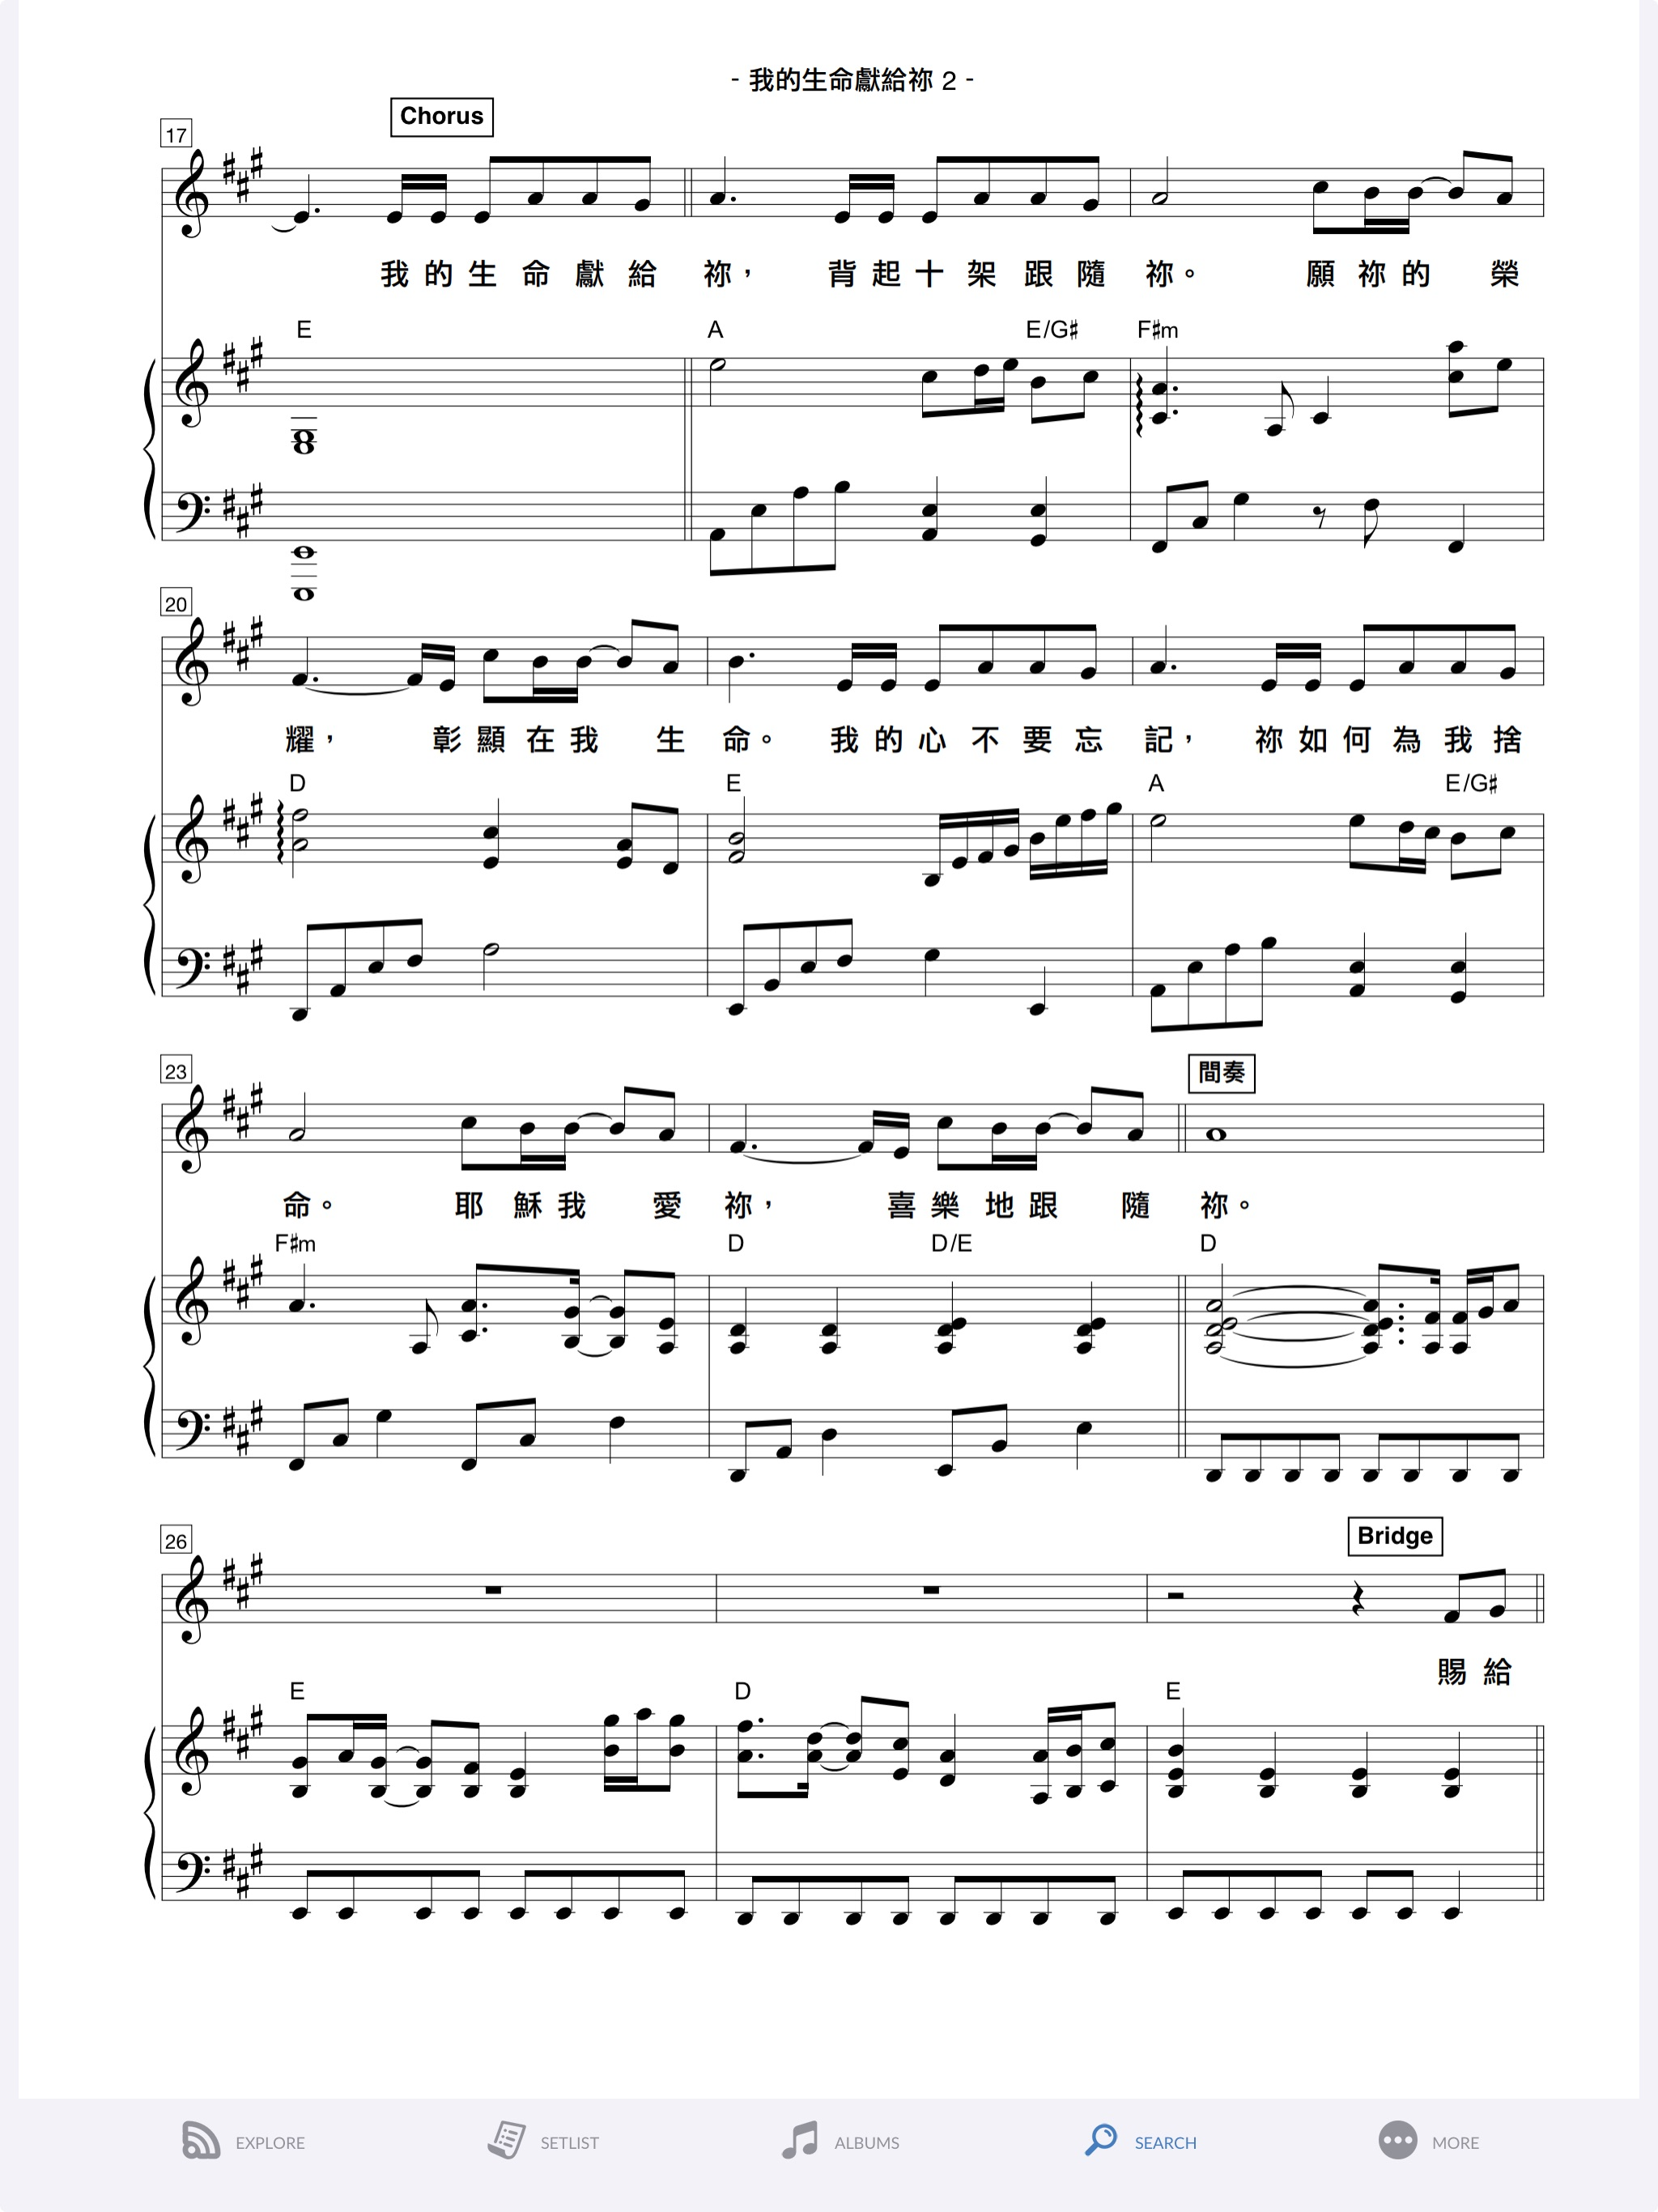 - 我的生命獻給祢 2 -
Chorus
17
我的生命獻給 祢， 背起十架跟隨 祢。 願祢的 榮
E A E/G♯ F♯m
20
耀， 彰顯在我 生 命。 我的心不要忘 記， 祢如何為我捨
D E A E/G♯
23
間奏
命。 耶穌我 愛 祢， 喜樂地跟 隨 祢。
F♯m D D/E D
26
Bridge
賜給
E D E
EXPLORE SETLIST ALBUMS SEARCH MORE